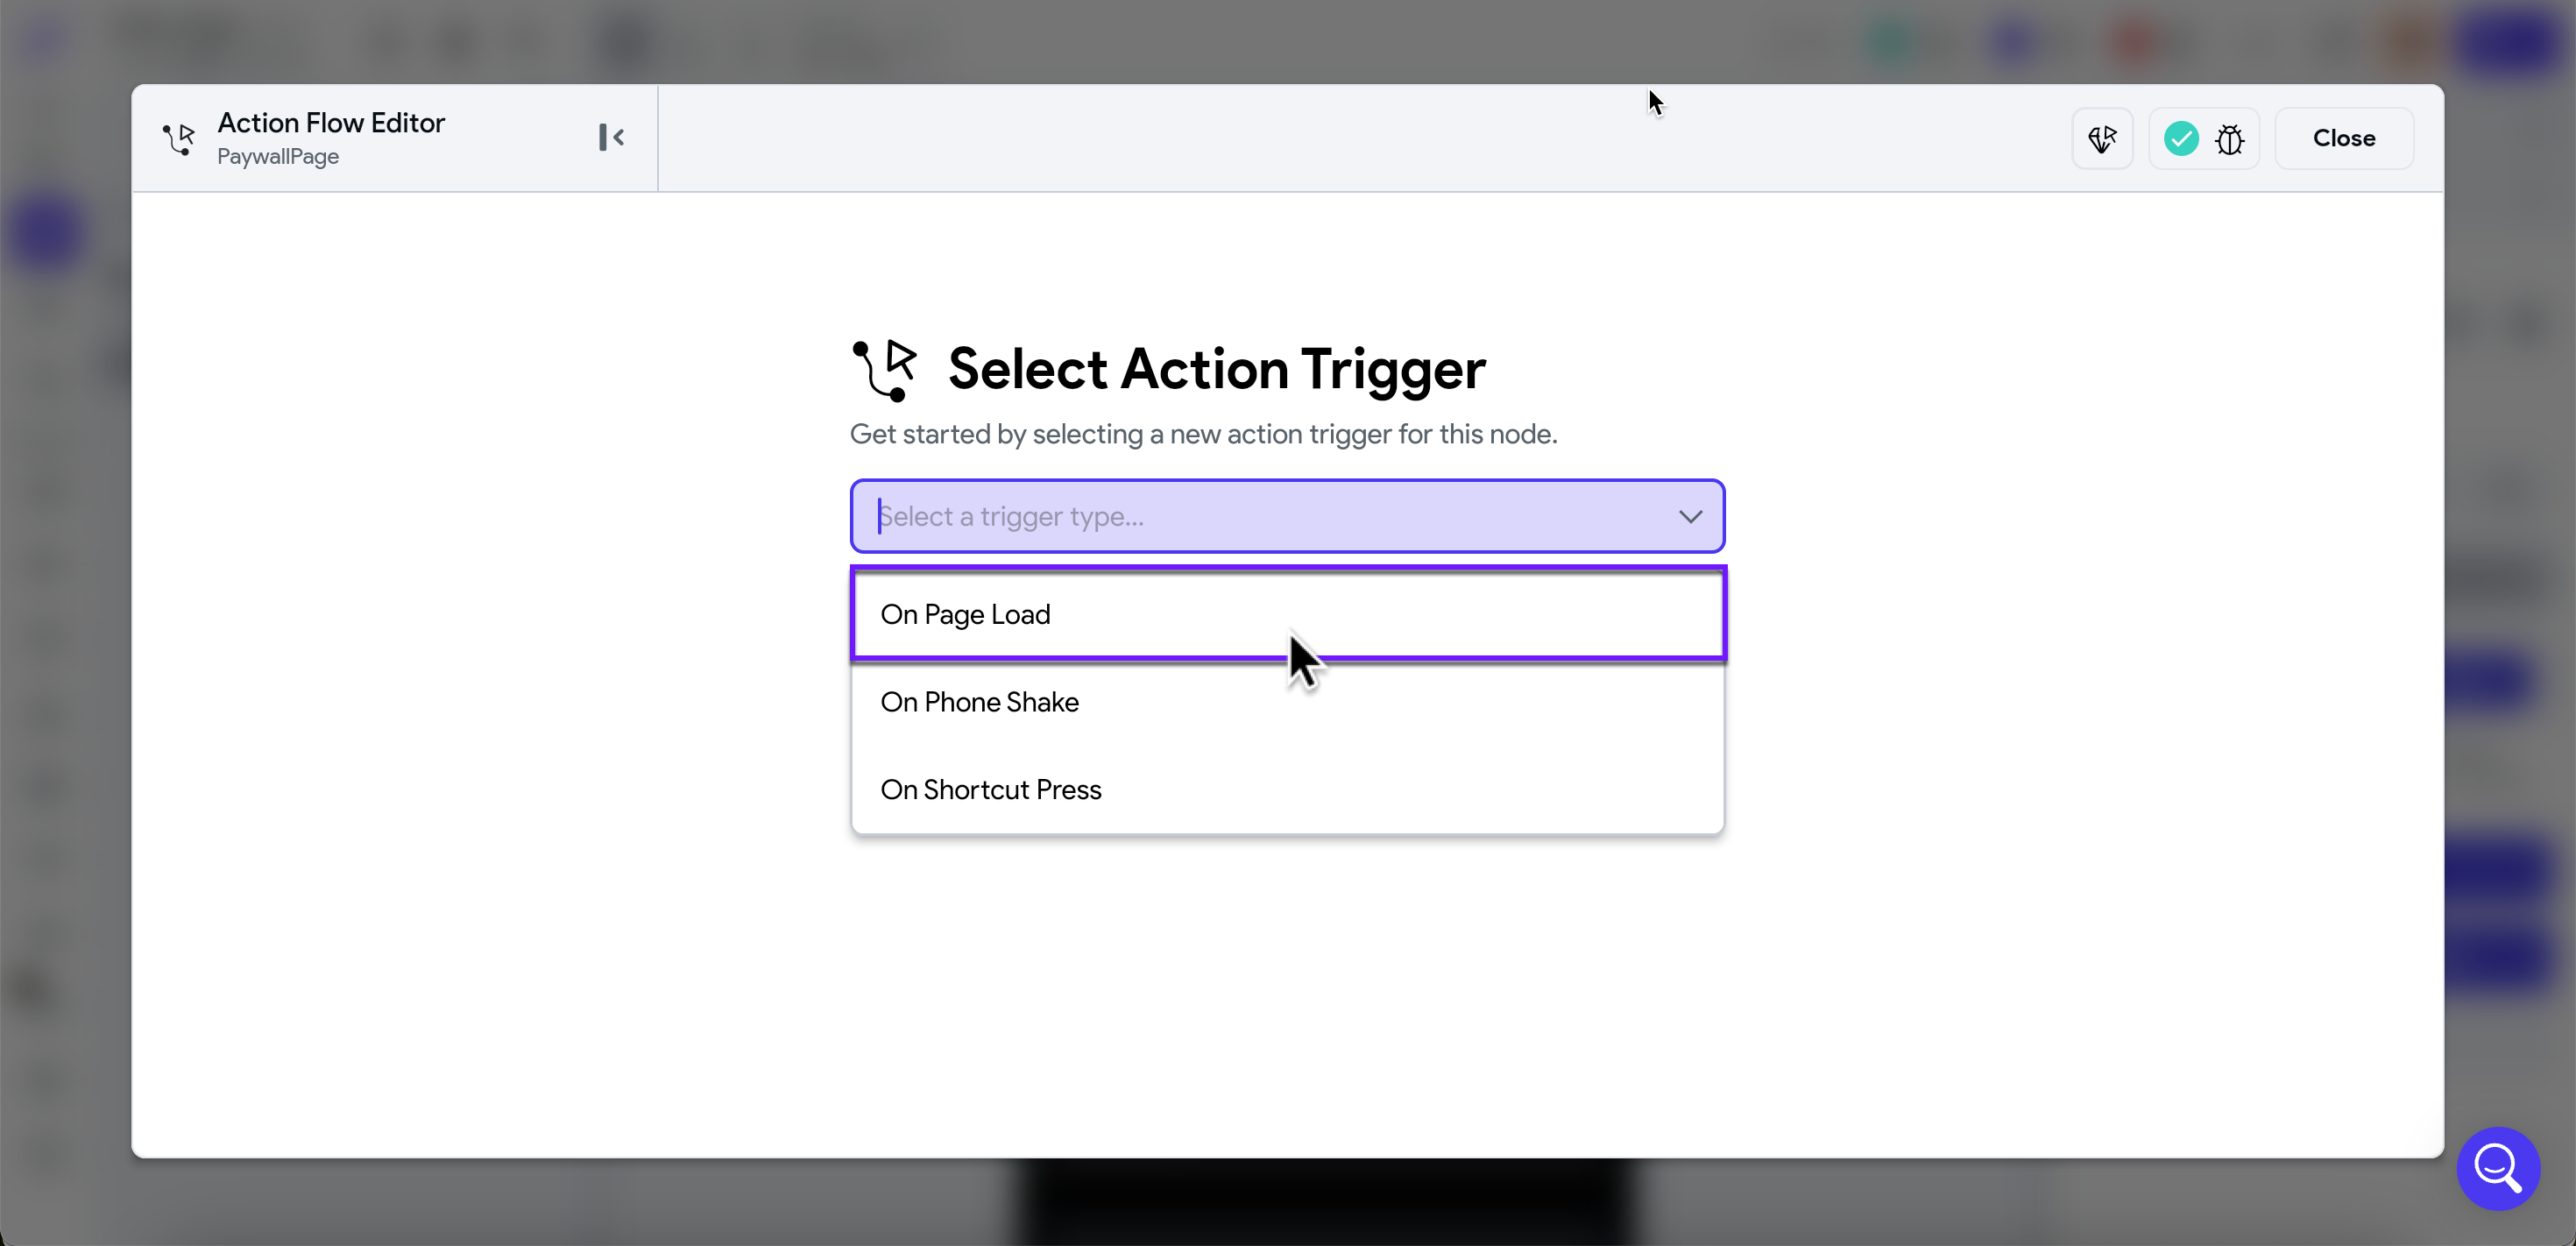 Action Flow Editor
PaywallPage
Close
Select Action Trigger
Get started by selecting a new action trigger for this node.
Select a trigger type...
On Page Load
On Phone Shake
On Shortcut Press